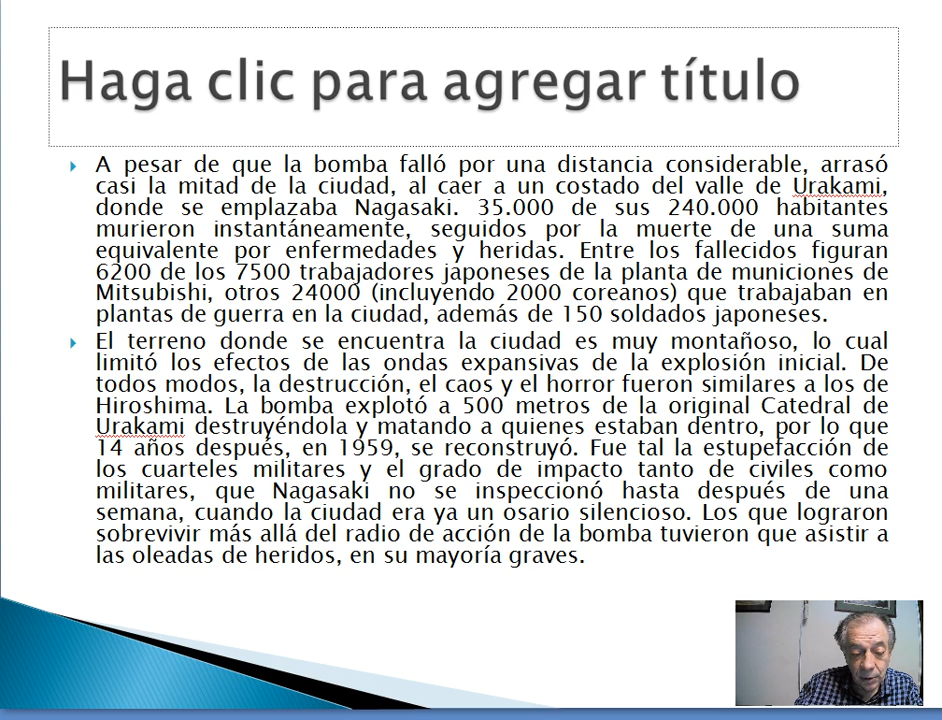 Haga clic para agregar título
A pesar de que la bomba falló por una distancia considerable, arrasó
casi la mitad de la ciudad, al caer a un costado del valle de Urakami,
donde se emplazaba Nagasaki. 35.000 de sus 240.000 habitantes
murieron instantáneamente, seguidos por la muerte de una suma
equivalente por enfermedades y heridas. Entre los fallecidos figuran
6200 de los 7500 trabajadores japoneses de la planta de municiones de
Mitsubishi, otros 24000 (incluyendo 2000 coreanos) que trabajaban en
plantas de guerra en la ciudad, además de 150 soldados japoneses.
El terreno donde se encuentra la ciudad es muy montañoso, lo cual
limitó los efectos de las ondas expansivas de la explosión inicial. De
todos modos, la destrucción, el caos y el horror fueron similares a los de
Hiroshima. La bomba explotó a 500 metros de la original Catedral de
Urakami destruyéndola y matando a quienes estaban dentro, por lo que
14 años después, en 1959, se reconstruyó. Fue tal la estupefacción de
los cuarteles militares y el grado de impacto tanto de civiles como
militares, que Nagasaki no se inspeccionó hasta después de una
semana, cuando la ciudad era ya un osario silencioso. Los que lograron
sobrevivir más allá del radio de acción de la bomba tuvieron que asistir a
las oleadas de heridos, en su mayoría graves.